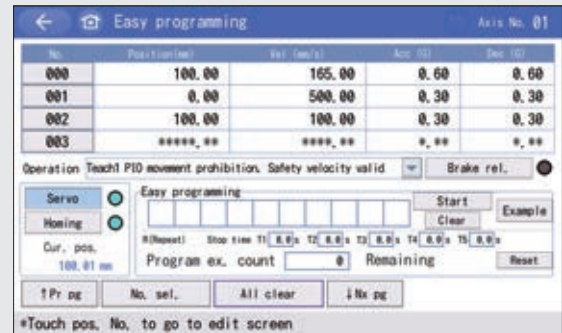 Easy programming Axis No. 01
No. Position(mm) Vel (mm/s) Acc (G) Dec (G)
000 100.00 165.00 0.60 0.60
001 0.00 500.00 0.30 0.30
002 100.00 100.00 0.30 0.30
003 *****.** ****.** *.** *.**
Operation Teach1 PIO movement prohibition. Safety velocity valid Brake rel.
Servo Easy programming Start
Homing Clear Example
R(Repeat) Stop time T1 0.0 s T2 0.0 s T3 0.0 s T4 0.0 s T5 0.0 s
Cur. pos.
100.01 mm Program ex. count 0 Remaining Reset
↑Pr pg No. sel. All clear ↓Nx pg
*Touch pos. No. to go to edit screen